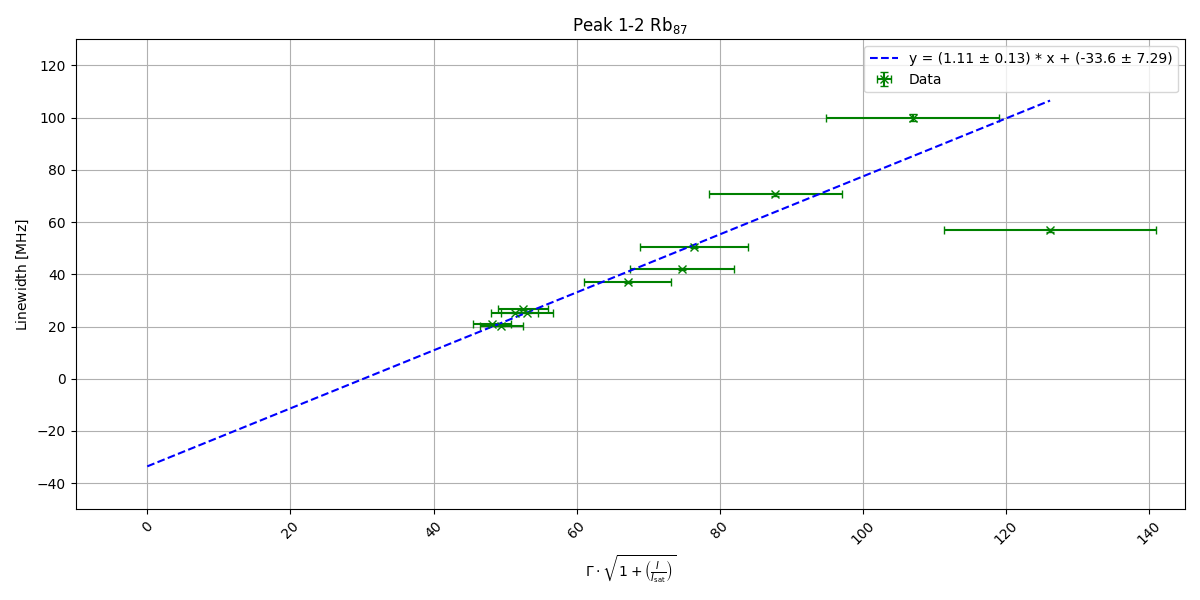 Peak 1-2 Rb₈₇
y = (1.11 ± 0.13) * x + (-33.6 ± 7.29)
Data
120
100
80
60
40
20
0
−20
−40
Linewidth [MHz]
0 20 40 60 80 100 120 140
Γ · √(1 + (I/I_sat))